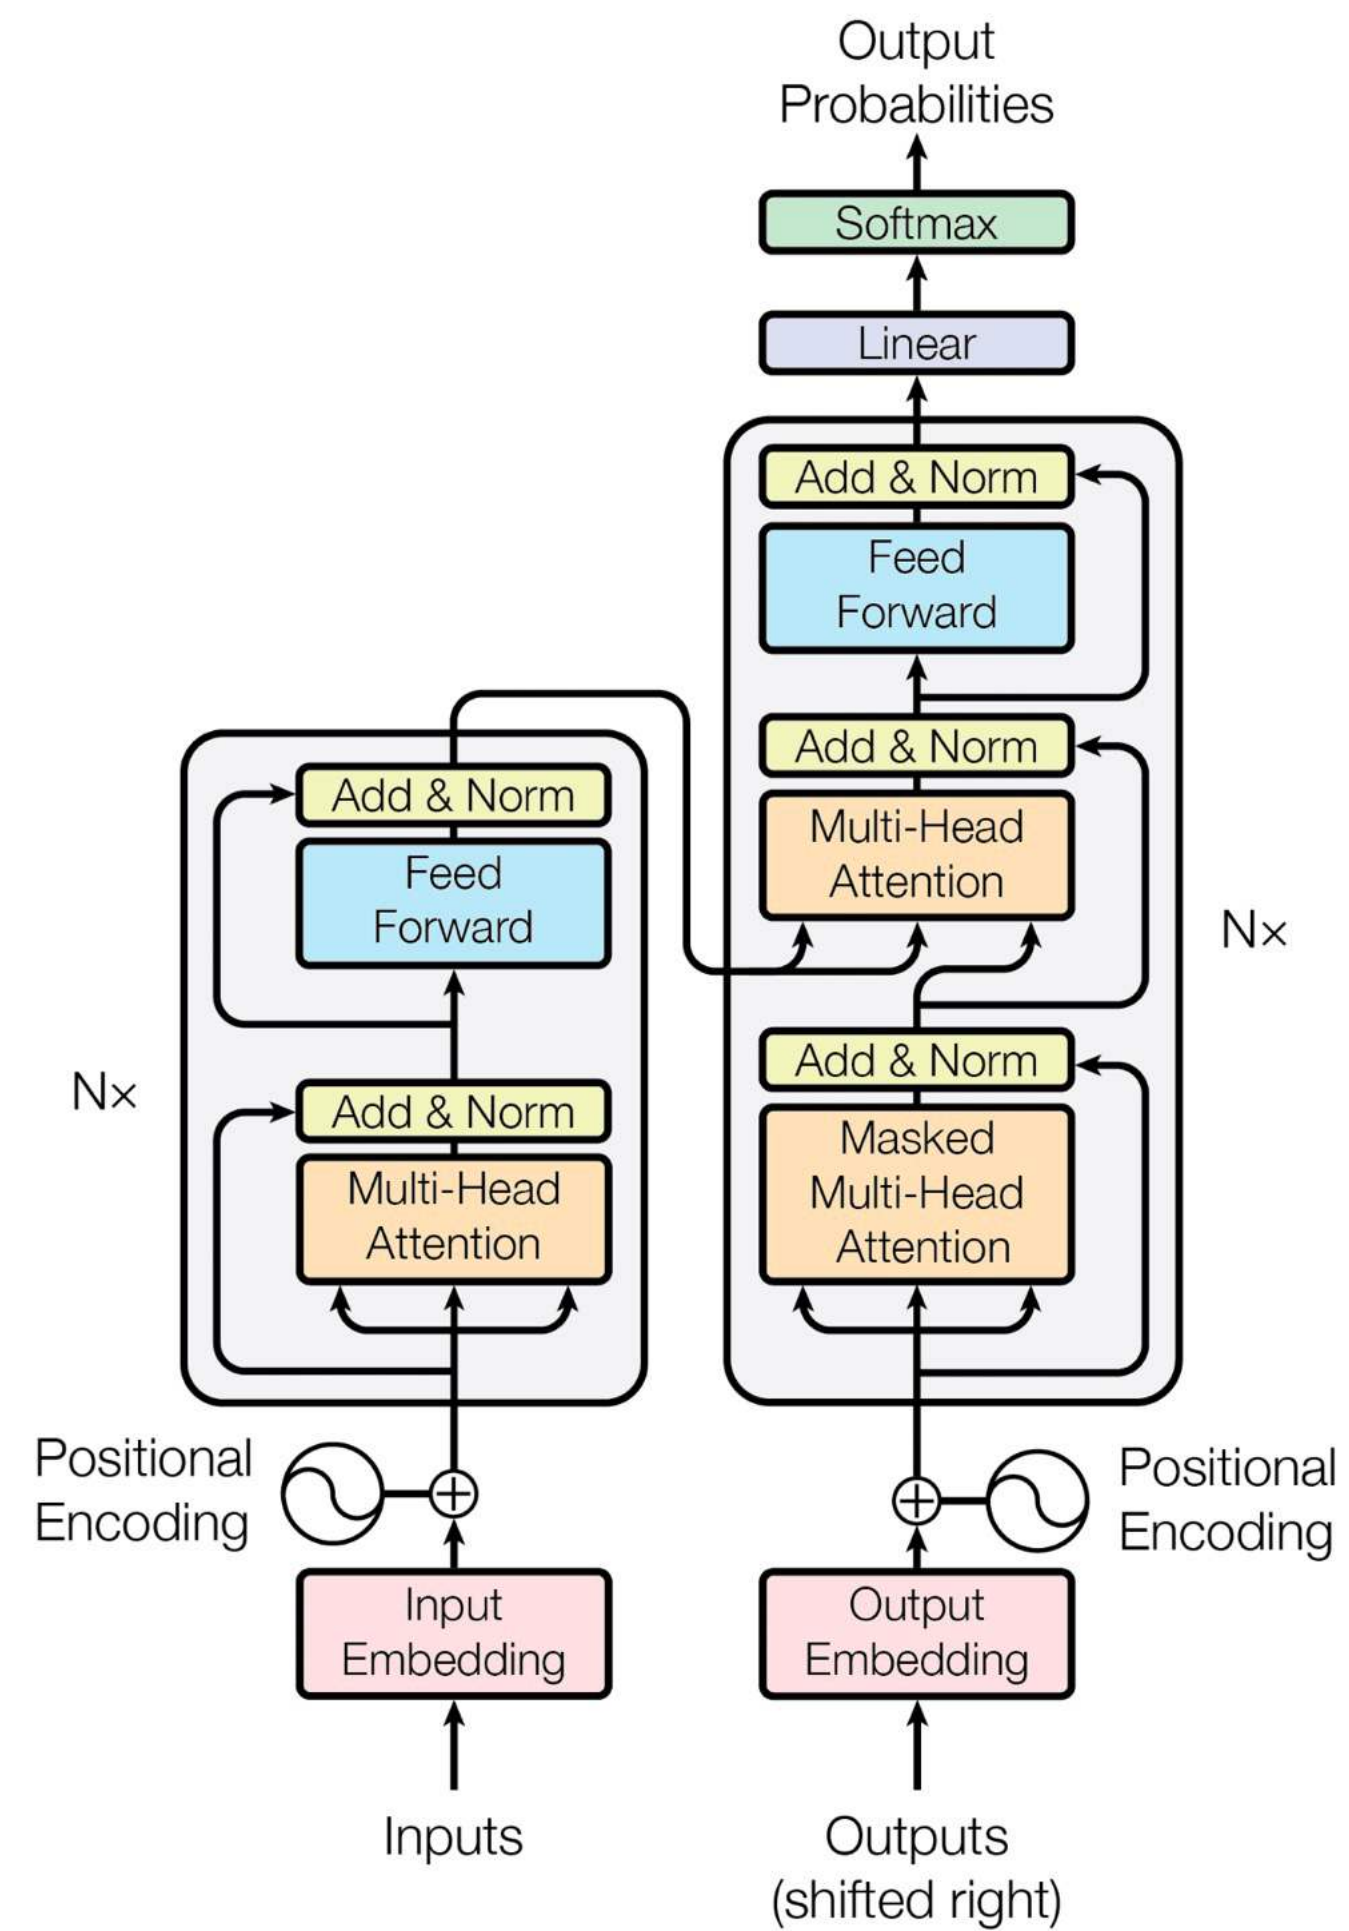 Output
Probabilities
Softmax
Linear
Add & Norm
Feed
Forward
Add & Norm
Multi-Head
Attention
Add & Norm
Masked
Multi-Head
Attention
N×
Add & Norm
Feed
Forward
Add & Norm
Multi-Head
Attention
N×
Positional
Encoding
Positional
Encoding
Input
Embedding
Output
Embedding
Inputs
Outputs
(shifted right)